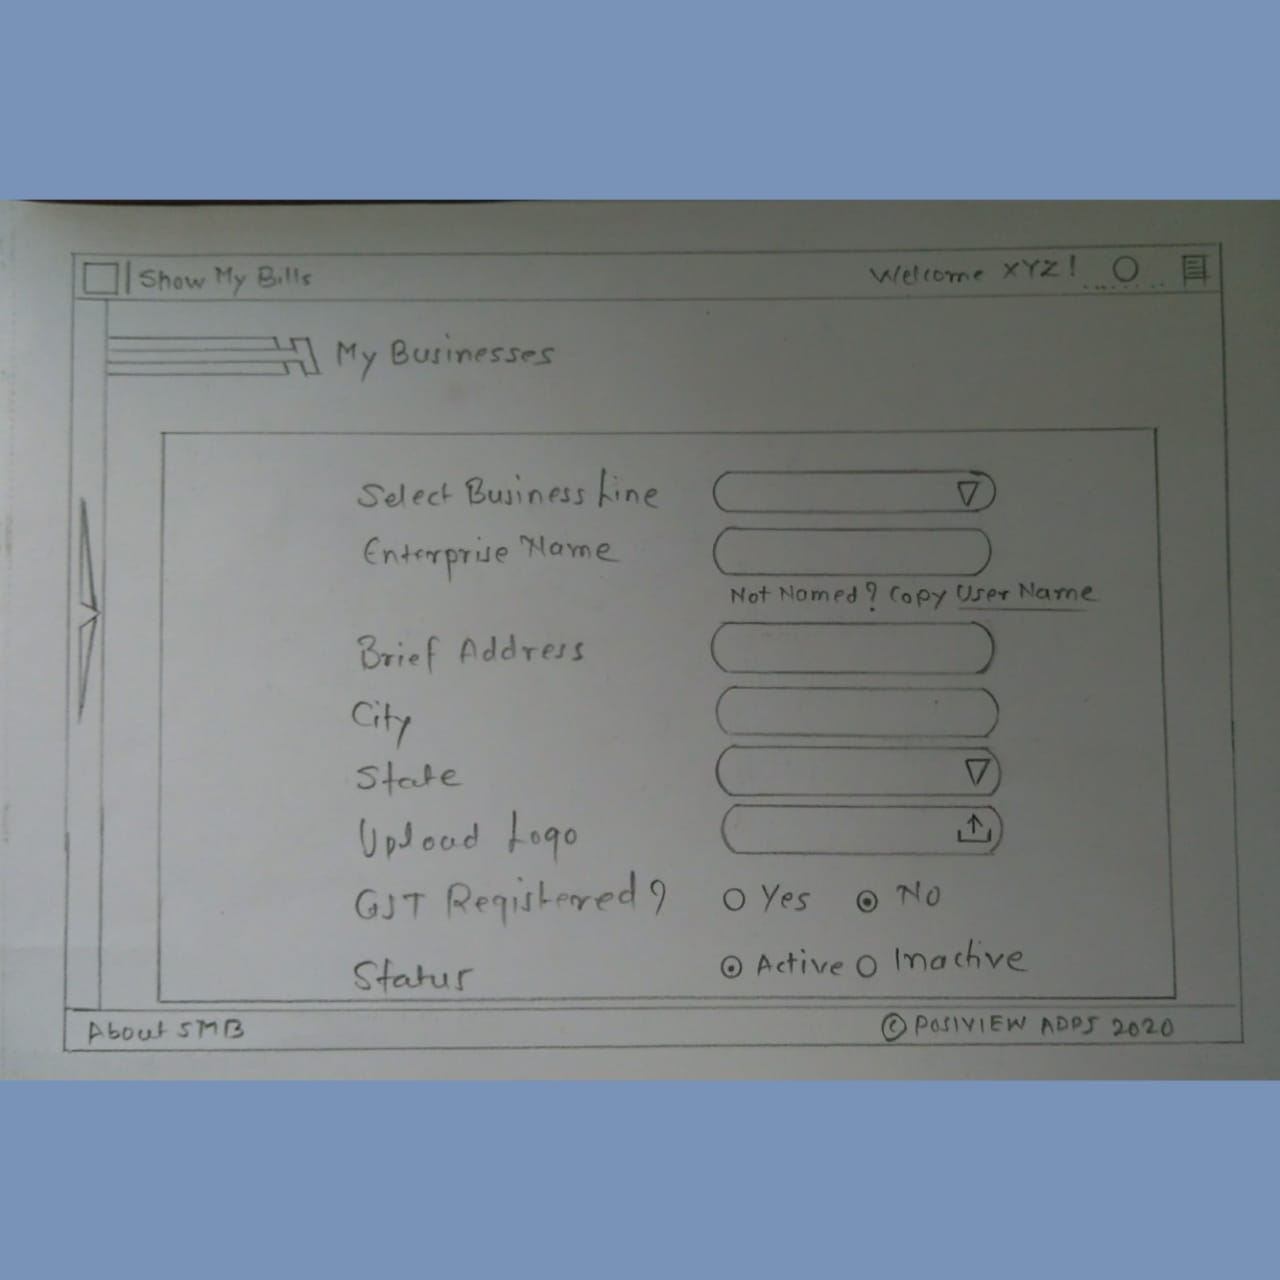 Show My Bills
Welcome XYZ!
My Businesses
Select Business Line
Enterprise Name
Not Named? Copy User Name
Brief Address
City
State
Upload Logo
GST Registered?
Yes No
Status
Active Inactive
About SMB
© POSIVIEW ADPS 2020